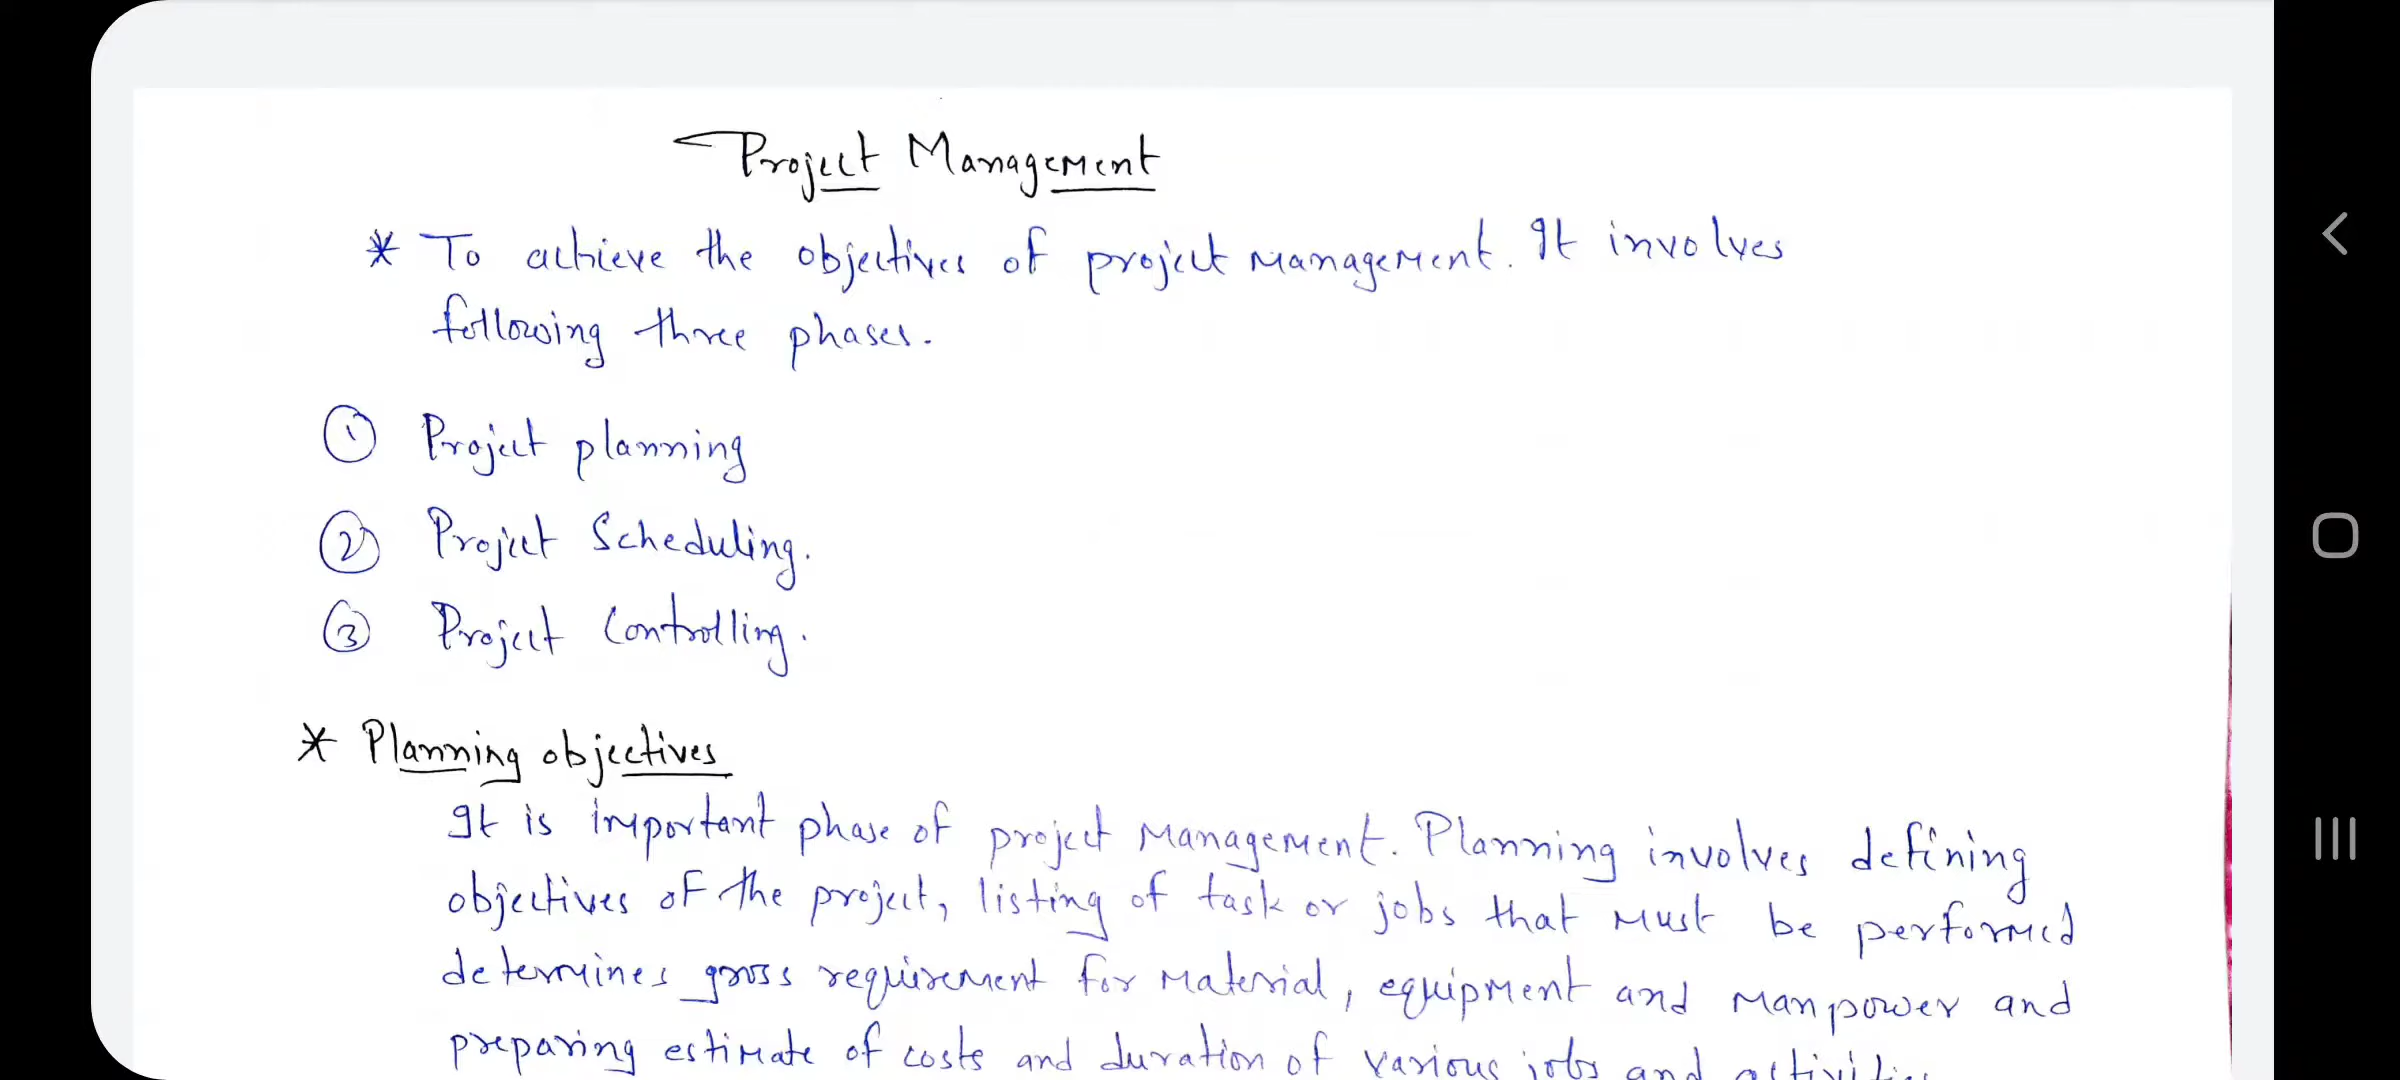 Project Management
* To achieve the objectives of project management. It involves
following three phases.
① Project planning
② Project Scheduling.
③ Project Controlling.
* Planning objectives
It is important phase of project management. Planning involves defining
objectives of the project, listing of task or jobs that must be performed
determines gross requirement for material, equipment and manpower and
preparing estimate of costs and duration of various jobs and activities